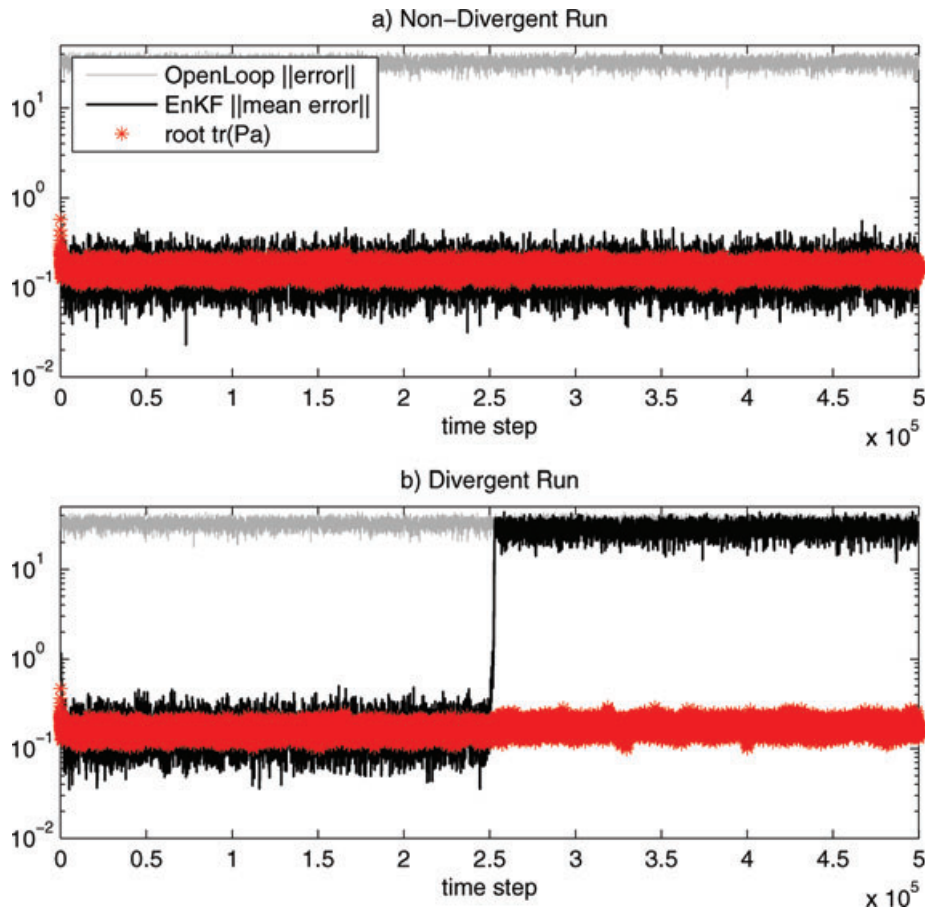 a) Non-Divergent Run
OpenLoop ||error||
EnKF ||mean error||
root tr(Pa)
10^1
10^0
10^-1
10^-2
0 0.5 1 1.5 2 2.5 3 3.5 4 4.5 5
time step
x 10^5
b) Divergent Run
10^1
10^0
10^-1
10^-2
0 0.5 1 1.5 2 2.5 3 3.5 4 4.5 5
time step
x 10^5